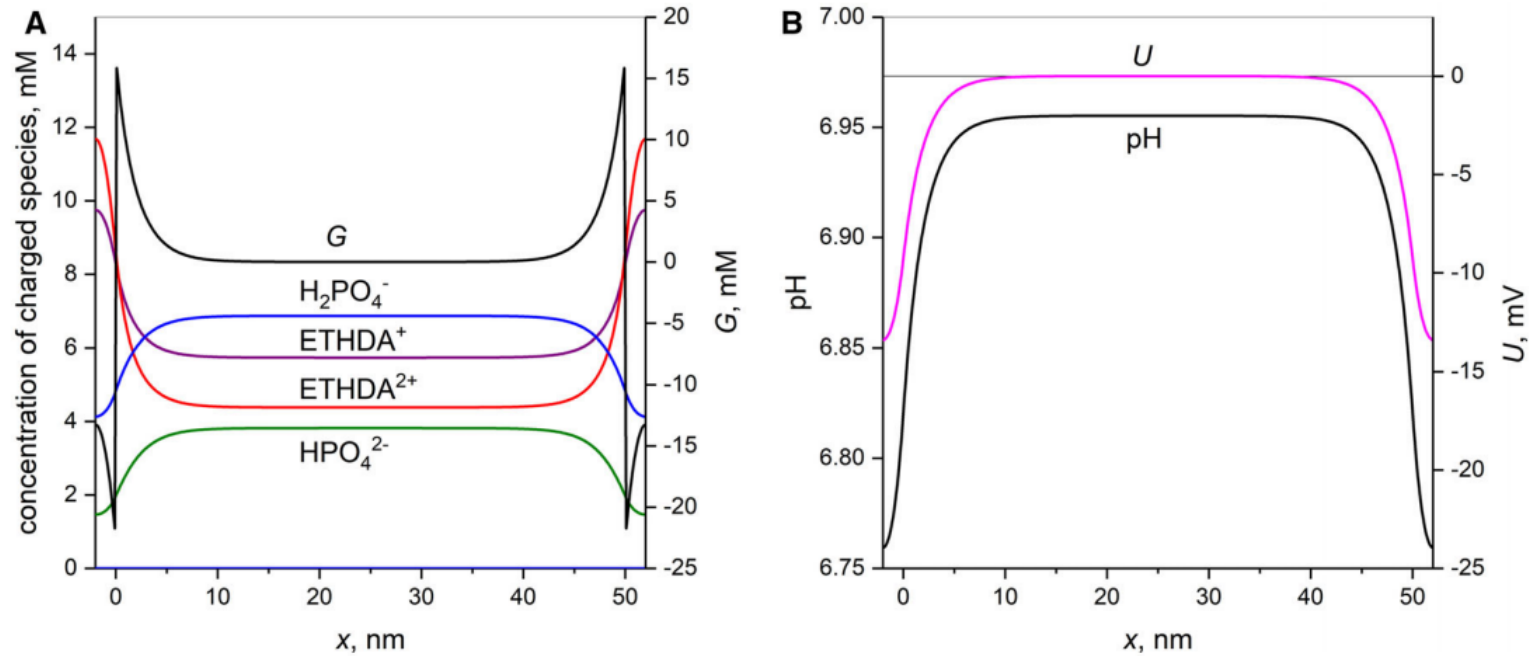 A
concentration of charged species, mM
14
12
10
8
6
4
2
0
20
15
10
5
0
-5
-10
-15
-20
-25
G, mM
G
H₂PO₄⁻
ETHDA⁺
ETHDA²⁺
HPO₄²⁻
0 10 20 30 40 50
x, nm
B
pH
7.00
6.95
6.90
6.85
6.80
6.75
0
-5
-10
-15
-20
-25
U, mV
U
pH
0 10 20 30 40 50
x, nm